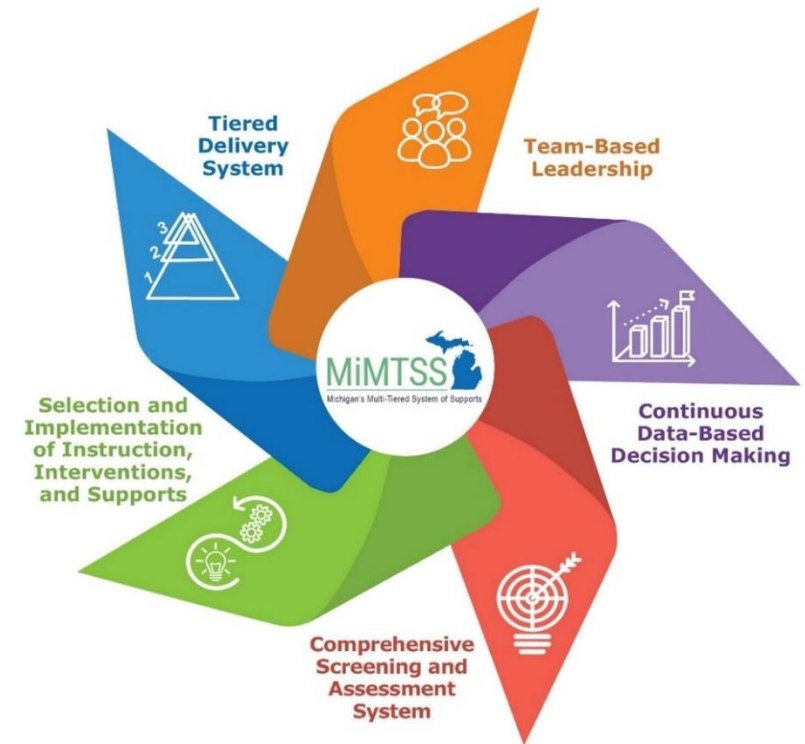 Tiered
Delivery
System
Team-Based
Leadership
3
2
1
MiMTSS
Michigan's Multi-Tiered System of Supports
Selection and
Implementation
of Instruction,
Interventions,
and Supports
Continuous
Data-Based
Decision Making
Comprehensive
Screening and
Assessment
System